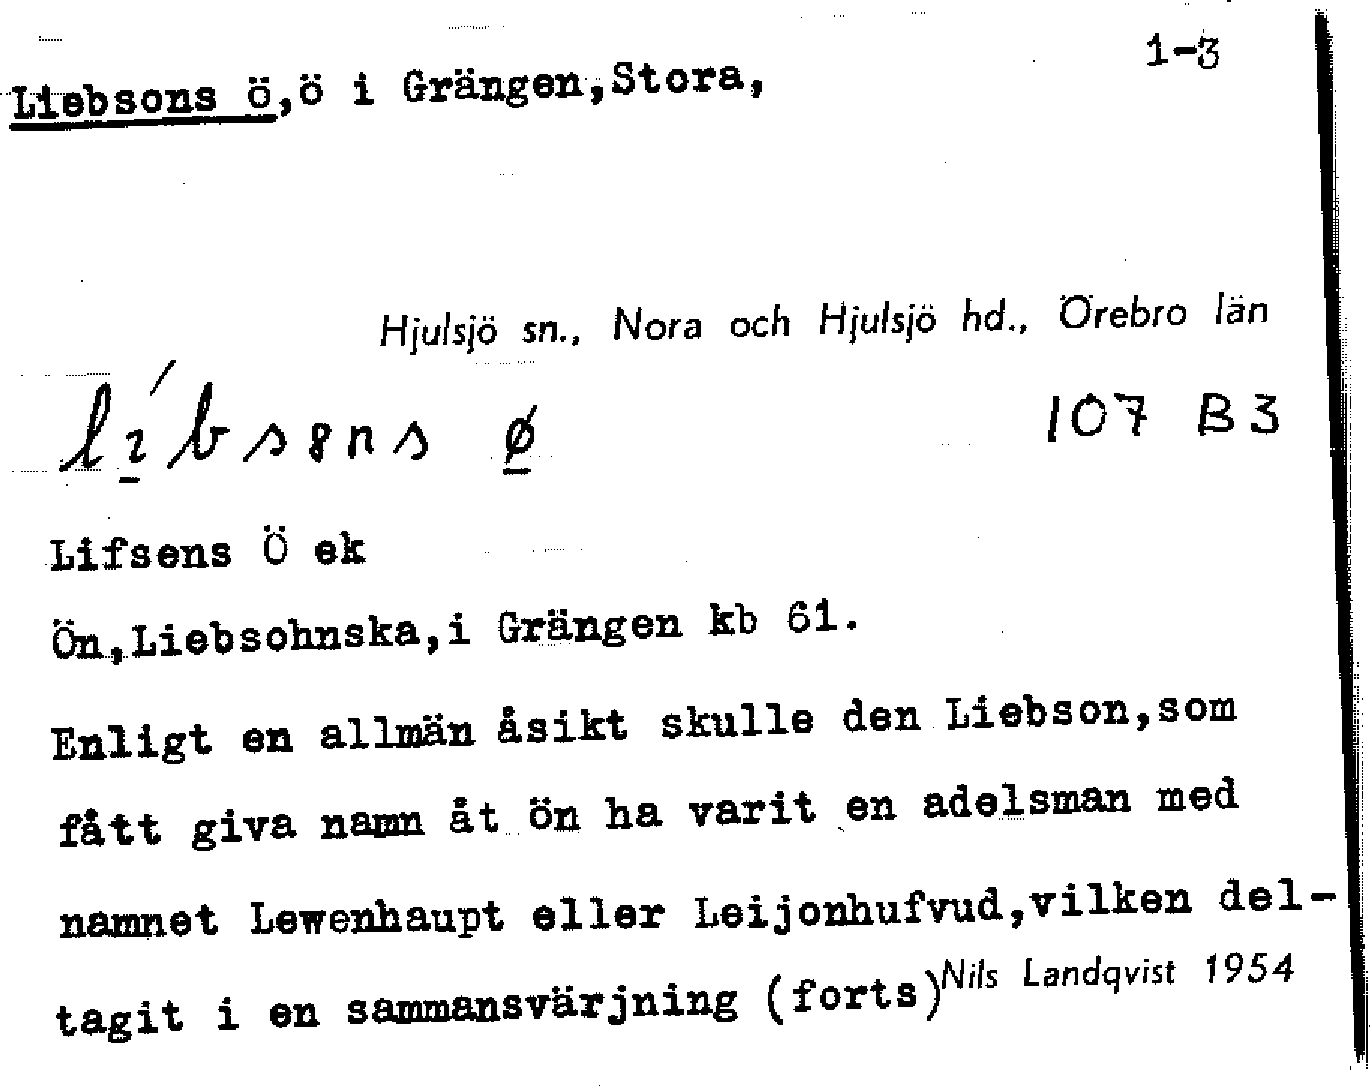 1-3
Liebsons ö,ö i Grängen,Stora,
Hjulsjö sn., Nora och Hjulsjö hd., Örebro län
107 B3
Lifsens Ö ek
Ön,Liebsohnska,i Grängen kb 61.
Enligt en allmän åsikt skulle den Liebson,som
fått giva namn åt ön ha varit en adelsman med
namnet Lewenhaupt eller Leijonhufvud,vilken del-
tagit i en sammansvärjning (forts)
Nils Landqvist 1954